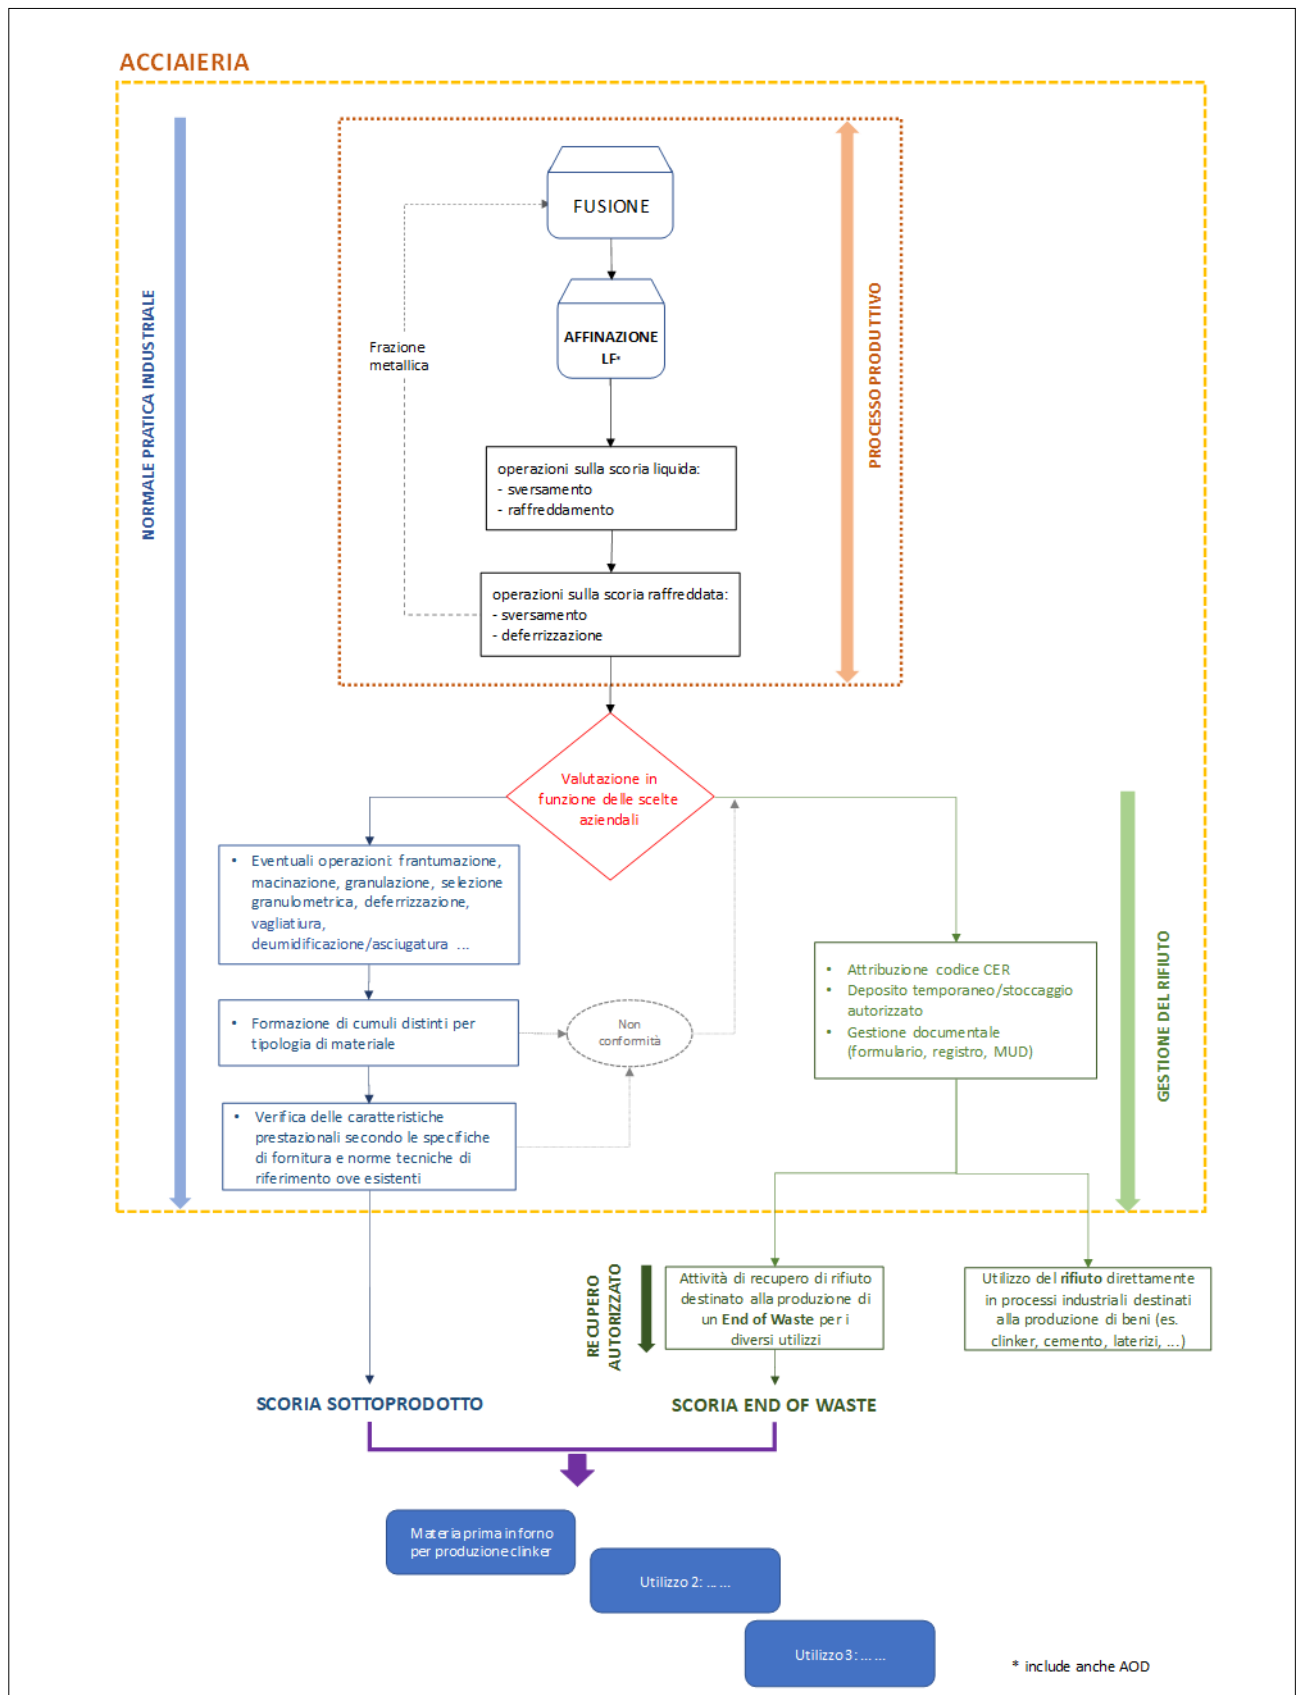 ACCIAIERIA
NORMALE PRATICA INDUSTRIALE
PROCESSO PRODUTTIVO
FUSIONE
AFFINAZIONE
LF*
Frazione
metallica
operazioni sulla scoria liquida:
- sversamento
- raffreddamento
operazioni sulla scoria raffreddata:
- sversamento
- deferrizzazione
Valutazione in
funzione delle scelte
aziendali
• Eventuali operazioni: frantumazione,
macinazione, granulazione, selezione
granulometrica, deferrizzazione,
vagliatiura,
deumidificazione/asciugatura ...
• Formazione di cumuli distinti per
tipologia di materiale
Non
conformità
• Verifica delle caratteristiche
prestazionali secondo le specifiche
di fornitura e norme tecniche di
riferimento ove esistenti
• Attribuzione codice CER
• Deposito temporaneo/stoccaggio
autorizzato
• Gestione documentale
(formulario, registro, MUD)
GESTIONE DEL RIFIUTO
RECUPERO
AUTORIZZATO
Attività di recupero di rifiuto
destinato alla produzione di
un End of Waste per i
diversi utilizzi
Utilizzo del rifiuto direttamente
in processi industriali destinati
alla produzione di beni (es.
clinker, cemento, laterizi, ...)
SCORIA SOTTOPRODOTTO
SCORIA END OF WASTE
Materia prima in forno
per produzione clinker
Utilizzo 2: ... ...
Utilizzo 3: ... ...
* include anche AOD